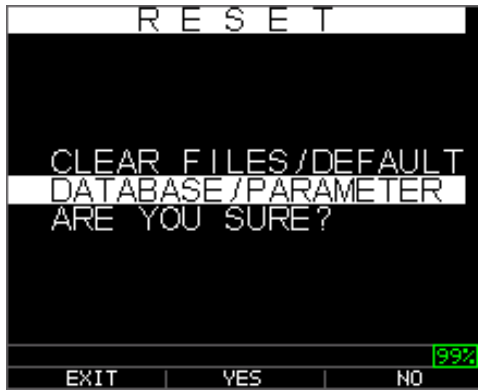 RESET
CLEAR FILES/DEFAULT
DATABASE/PARAMETER
ARE YOU SURE?
99%
EXIT YES NO